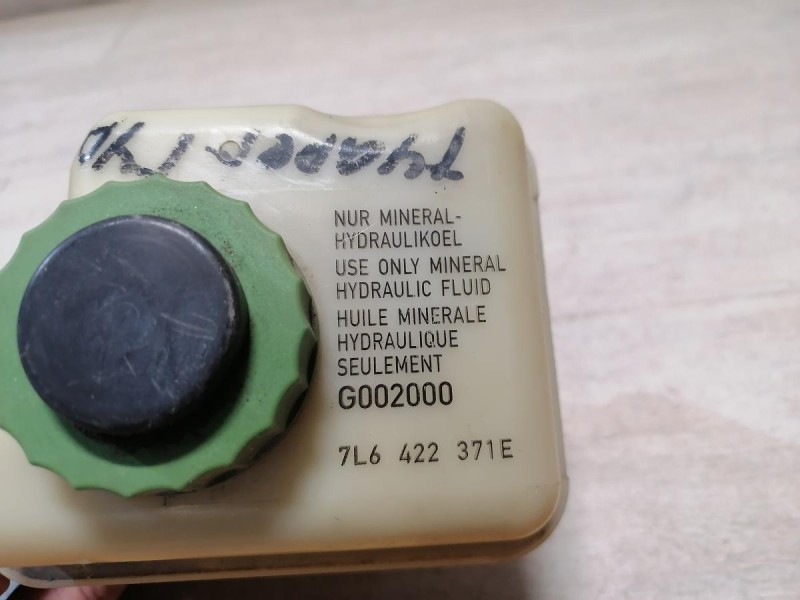 NUR MINERAL-
HYDRAULIKOEL
USE ONLY MINERAL
HYDRAULIC FLUID
HUILE MINERALE
HYDRAULIQUE
SEULEMENT
G002000
7L6 422 371E